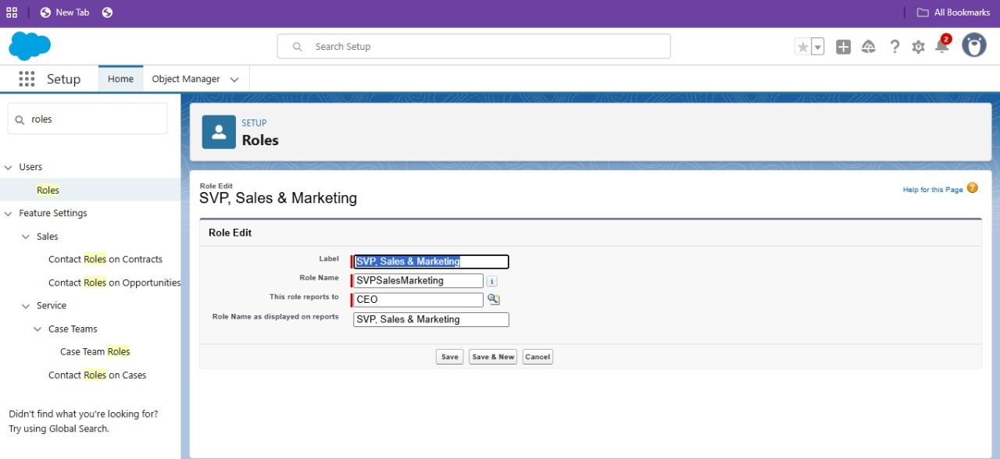 New Tab
All Bookmarks
Search Setup
2
Setup
Home
Object Manager
roles
SETUP
Roles
Users
Roles
Feature Settings
Sales
Contact Roles on Contracts
Contact Roles on Opportunities
Service
Case Teams
Case Team Roles
Contact Roles on Cases
Didn't find what you're looking for?
Try using Global Search.
Role Edit
SVP, Sales & Marketing
Help for this Page ?
Role Edit
Label SVP, Sales & Marketing
Role Name SVPSalesMarketing i
This role reports to CEO
Role Name as displayed on reports SVP, Sales & Marketing
Save Save & New Cancel